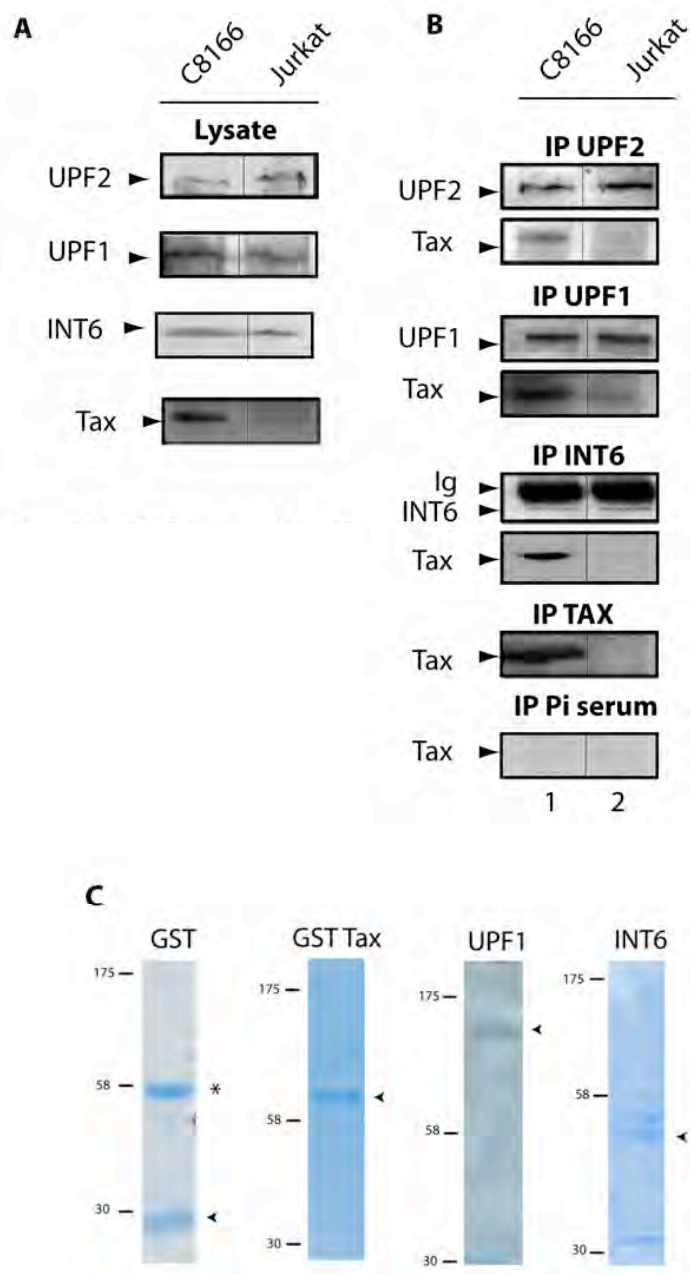 A
C8166 Jurkat
Lysate
UPF2
UPF1
INT6
Tax
B
C8166 Jurkat
IP UPF2
UPF2
Tax
IP UPF1
UPF1
Tax
IP INT6
Ig
INT6
Tax
IP TAX
Tax
IP Pi serum
Tax
1 2
C
GST
175
58 *
30
GST Tax
175
58
30
UPF1
175
58
30
INT6
175
58
30